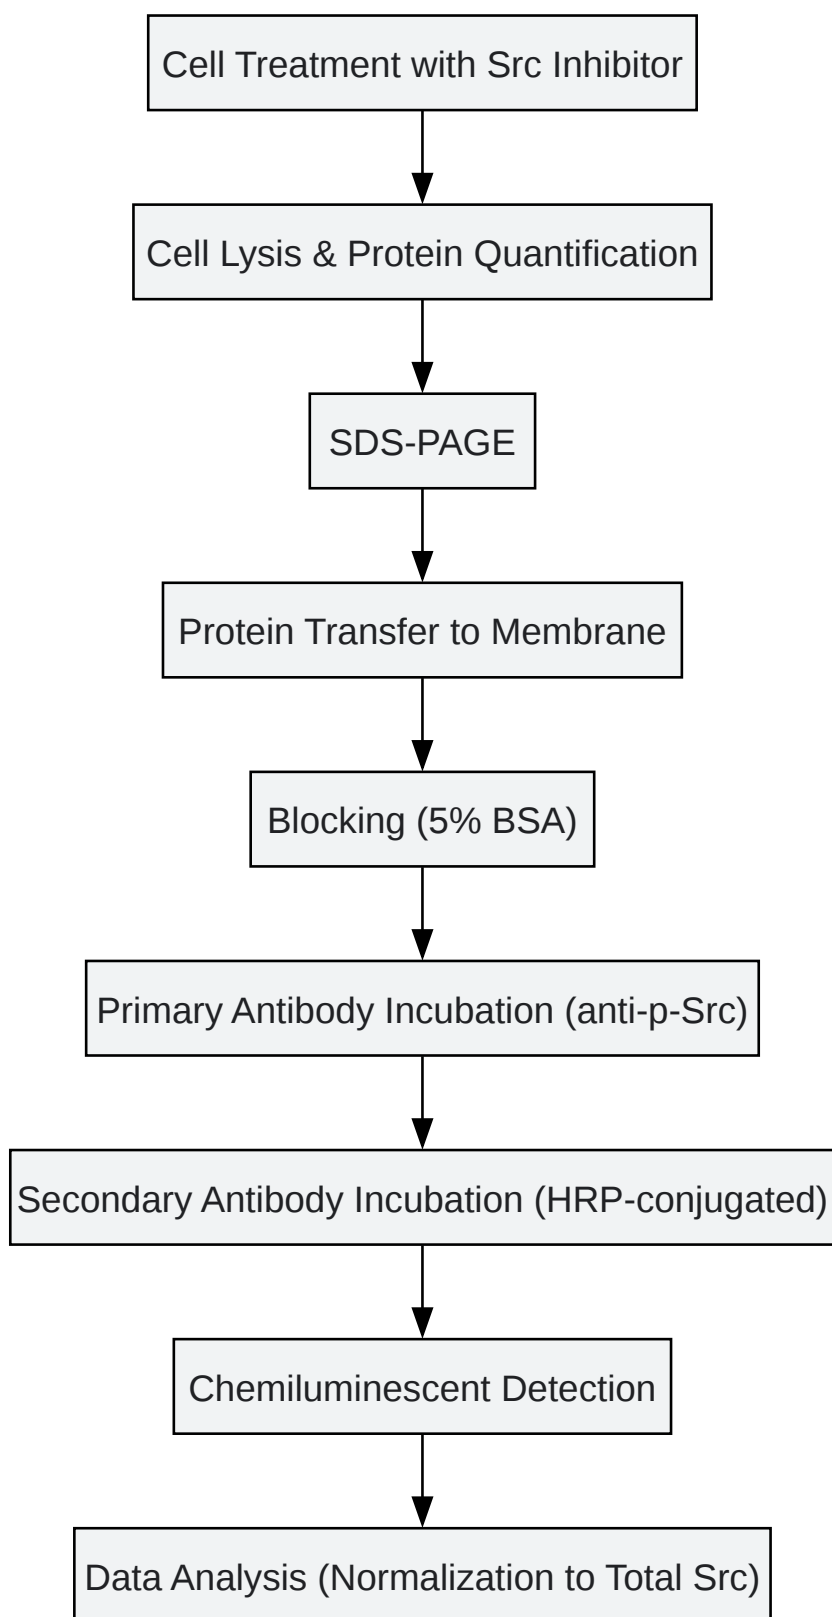 Cell Treatment with Src Inhibitor
Cell Lysis & Protein Quantification
SDS-PAGE
Protein Transfer to Membrane
Blocking (5% BSA)
Primary Antibody Incubation (anti-p-Src)
Secondary Antibody Incubation (HRP-conjugated)
Chemiluminescent Detection
Data Analysis (Normalization to Total Src)